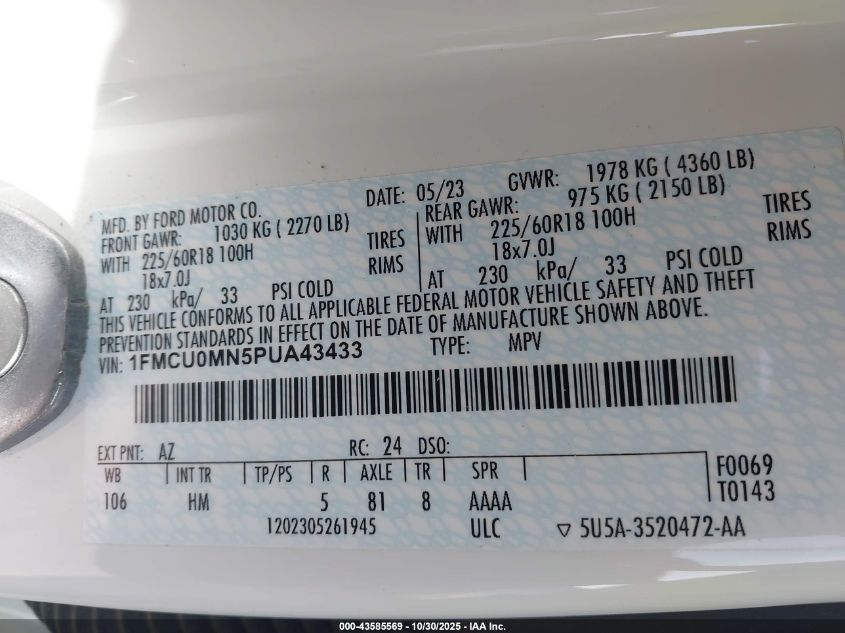 MFD. BY FORD MOTOR CO. DATE: 05/23 GVWR: 1978 KG ( 4360 LB)
FRONT GAWR: 1030 KG ( 2270 LB) REAR GAWR: 975 KG ( 2150 LB)
WITH 225/60R18 100H TIRES WITH 225/60R18 100H TIRES
18x7.0J RIMS 18x7.0J RIMS
AT 230 kPa/ 33 PSI COLD AT 230 kPa/ 33 PSI COLD
THIS VEHICLE CONFORMS TO ALL APPLICABLE FEDERAL MOTOR VEHICLE SAFETY AND THEFT
PREVENTION STANDARDS IN EFFECT ON THE DATE OF MANUFACTURE SHOWN ABOVE.
VIN: 1FMCU0MN5PUA43433 TYPE: MPV
EXT PNT: AZ RC: 24 DSO:
WB INT TR TP/PS R AXLE TR SPR F0069
106 HM 5 81 8 AAAA T0143
1202305261945 ULC ▽ 5U5A-3520472-AA
000-43585569 • 10/30/2025 • IAA Inc.